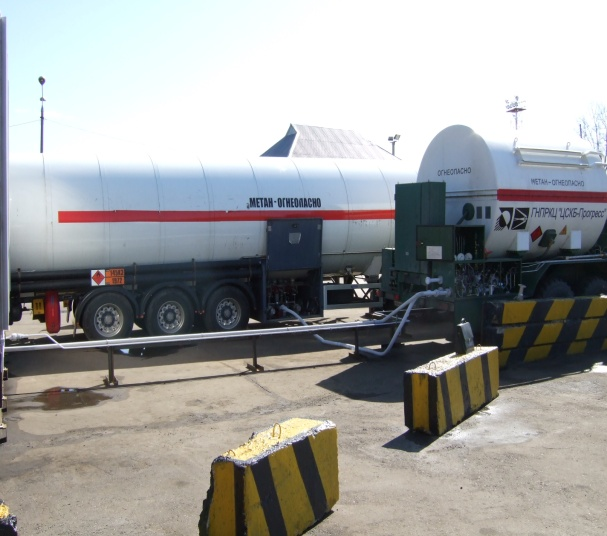 МЕТАН-ОГНЕОПАСНО
ОГНЕОПАСНО
МЕТАН-ОГНЕОПАСНО
ГНПРКЦ "ЦСКБ-Прогресс"